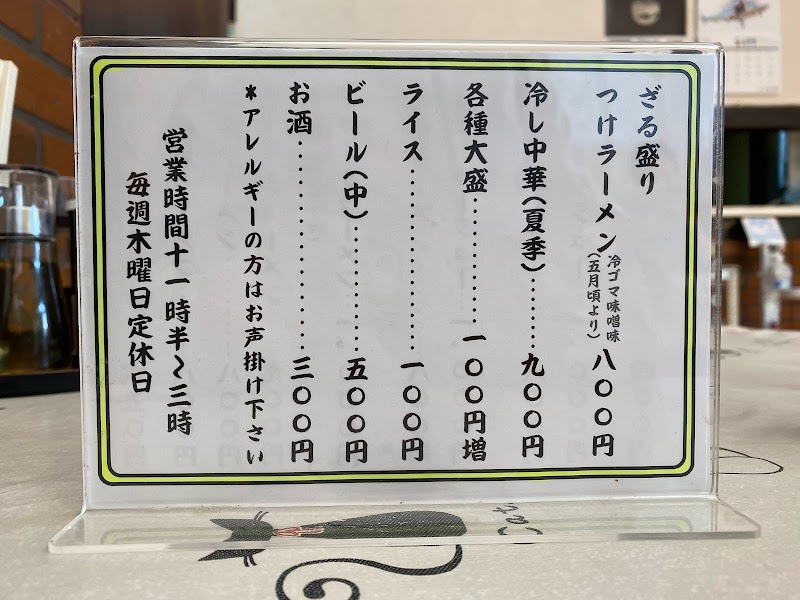 ざる盛り
つけラーメン 冷ゴマ味噌味(五月頃より) 八〇〇円
冷し中華(夏季)………九〇〇円
各種大盛………………一〇〇円増
ライス………………………一〇〇円
ビール(中)…………………五〇〇円
お酒…………………………三〇〇円
*アレルギーの方はお声掛け下さい
営業時間十一時半〜三時
毎週木曜日定休日